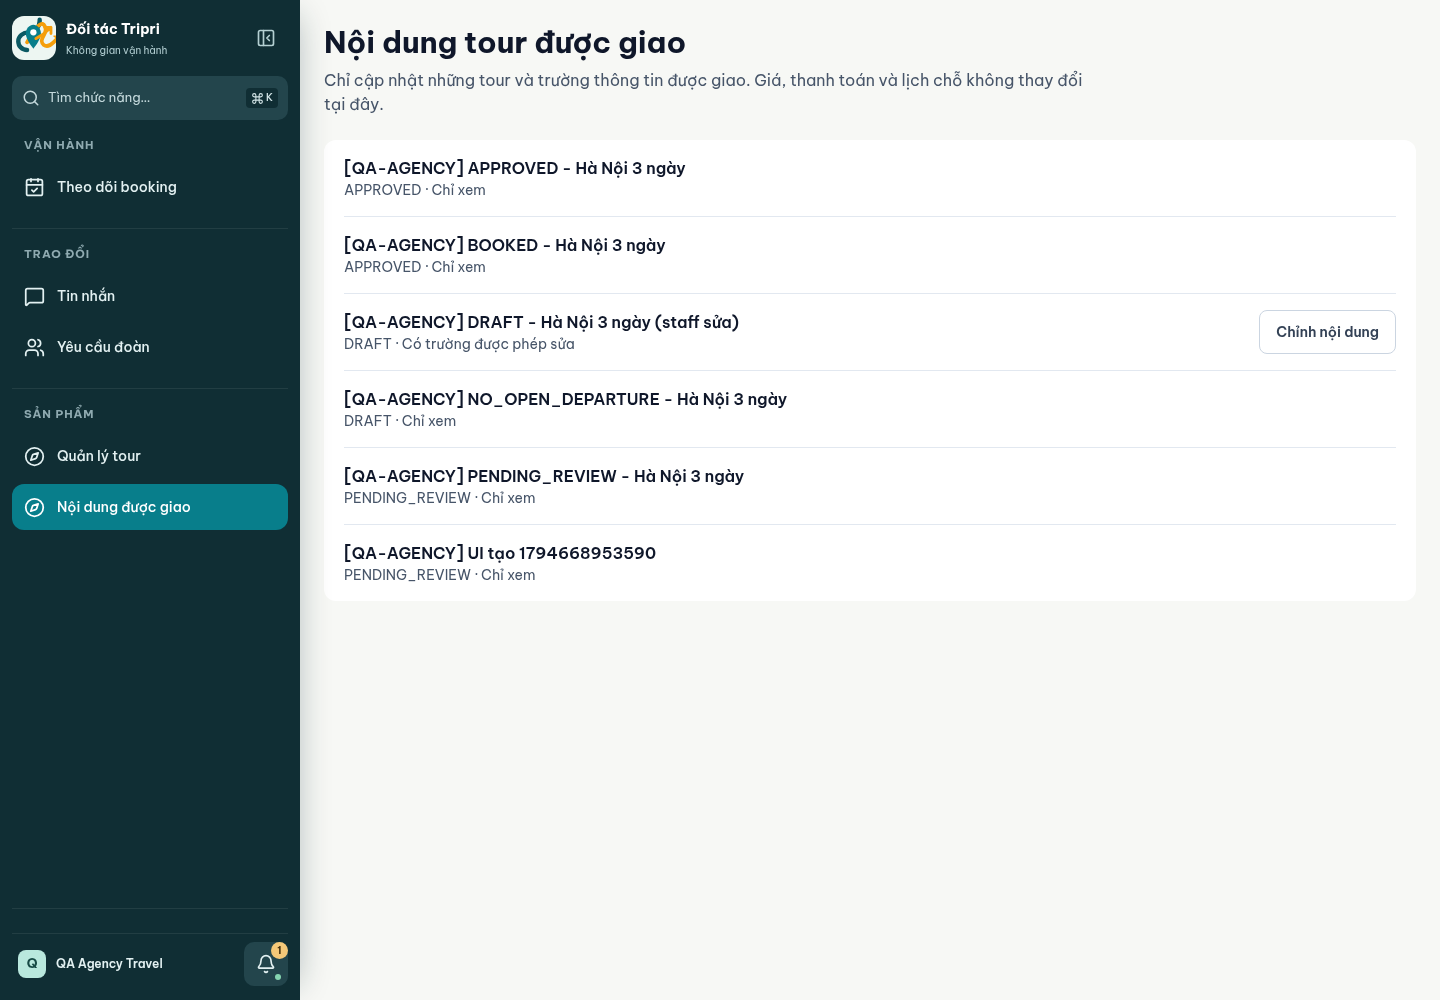 Đối tác Tripri
Không gian vận hành
Tìm chức năng...
⌘K
VẬN HÀNH
Theo dõi booking
TRAO ĐỔI
Tin nhắn
Yêu cầu đoàn
SẢN PHẨM
Quản lý tour
Nội dung được giao
Q
QA Agency Travel
1
Nội dung tour được giao
Chỉ cập nhật những tour và trường thông tin được giao. Giá, thanh toán và lịch chỗ không thay đổi
tại đây.
[QA-AGENCY] APPROVED - Hà Nội 3 ngày
APPROVED · Chỉ xem
[QA-AGENCY] BOOKED - Hà Nội 3 ngày
APPROVED · Chỉ xem
[QA-AGENCY] DRAFT - Hà Nội 3 ngày (staff sửa)
DRAFT · Có trường được phép sửa
Chỉnh nội dung
[QA-AGENCY] NO_OPEN_DEPARTURE - Hà Nội 3 ngày
DRAFT · Chỉ xem
[QA-AGENCY] PENDING_REVIEW - Hà Nội 3 ngày
PENDING_REVIEW · Chỉ xem
[QA-AGENCY] UI tạo 1794668953590
PENDING_REVIEW · Chỉ xem